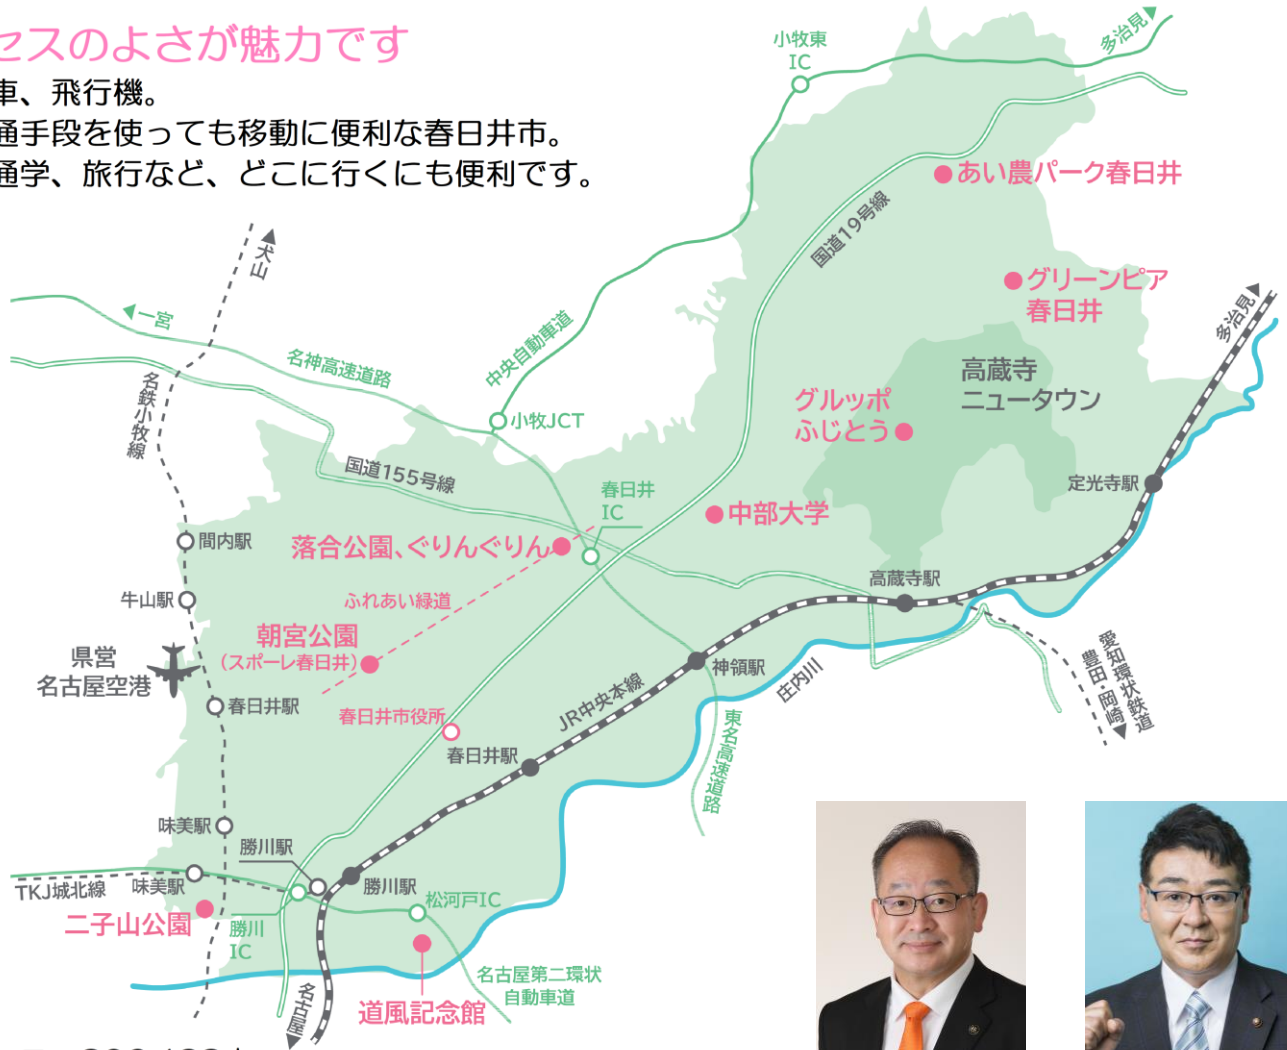 セスのよさが魅力です
車、飛行機。
通手段を使っても移動に便利な春日井市。
通学、旅行など、どこに行くにも便利です。
小牧東
IC
多治見
あい農パーク春日井
国道19号線
犬山
グリーンピア
春日井
多治見
一宮
名神高速道路
中央自動車道
高蔵寺
ニュータウン
名鉄小牧線
グルッポ
ふじとう
小牧JCT
国道155号線
春日井
IC
定光寺駅
中部大学
間内駅
落合公園、ぐりんぐりん
高蔵寺駅
牛山駅
ふれあい緑道
朝宮公園
(スポーレ春日井)
県営
名古屋空港
神領駅
庄内川
愛知環状鉄道
豊田・岡崎
JR中央本線
春日井駅
春日井市役所
東名高速道路
春日井駅
味美駅
勝川駅
TKJ城北線
味美駅
勝川駅
松河戸IC
二子山公園
勝川
IC
名古屋第二環状
自動車道
名古屋
道風記念館